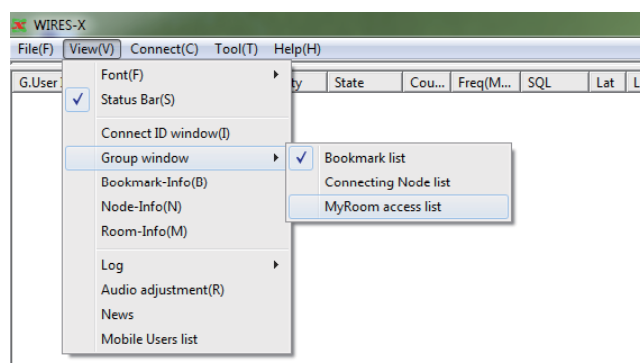 WIRES-X
File(F) View(V) Connect(C) Tool(T) Help(H)
G.User ty State Cou... Freq(M... SQL Lat L
Font(F)
Status Bar(S)
Connect ID window(I)
Group window
Bookmark list
Bookmark-Info(B)
Connecting Node list
Node-Info(N)
MyRoom access list
Room-Info(M)
Log
Audio adjustment(R)
News
Mobile Users list